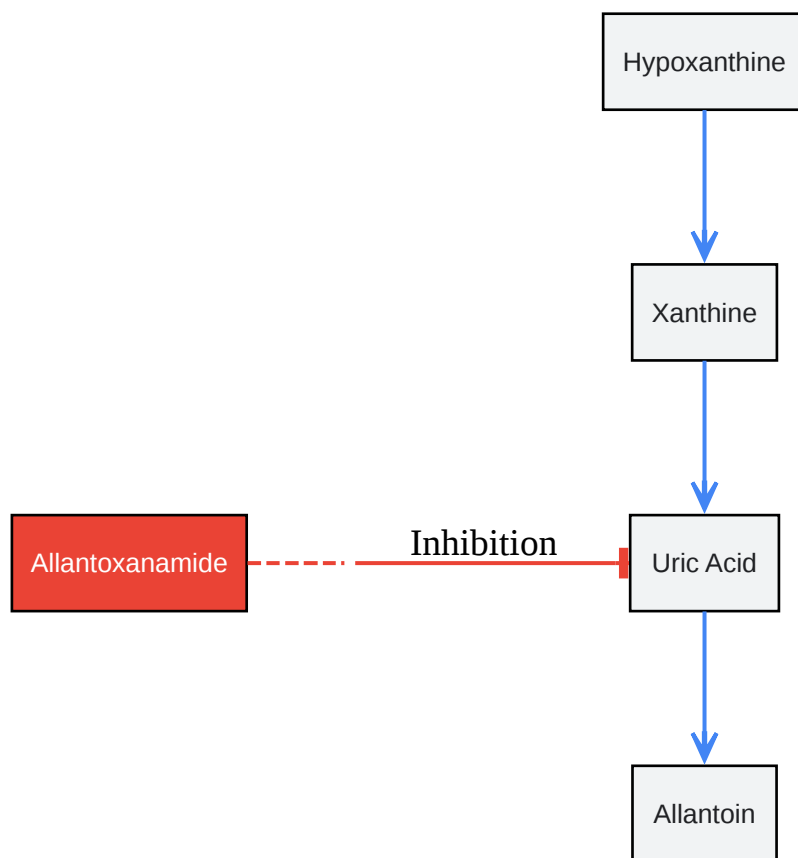 Hypoxanthine
Xanthine
Allantoxanamide
Inhibition
Uric Acid
Allantoin